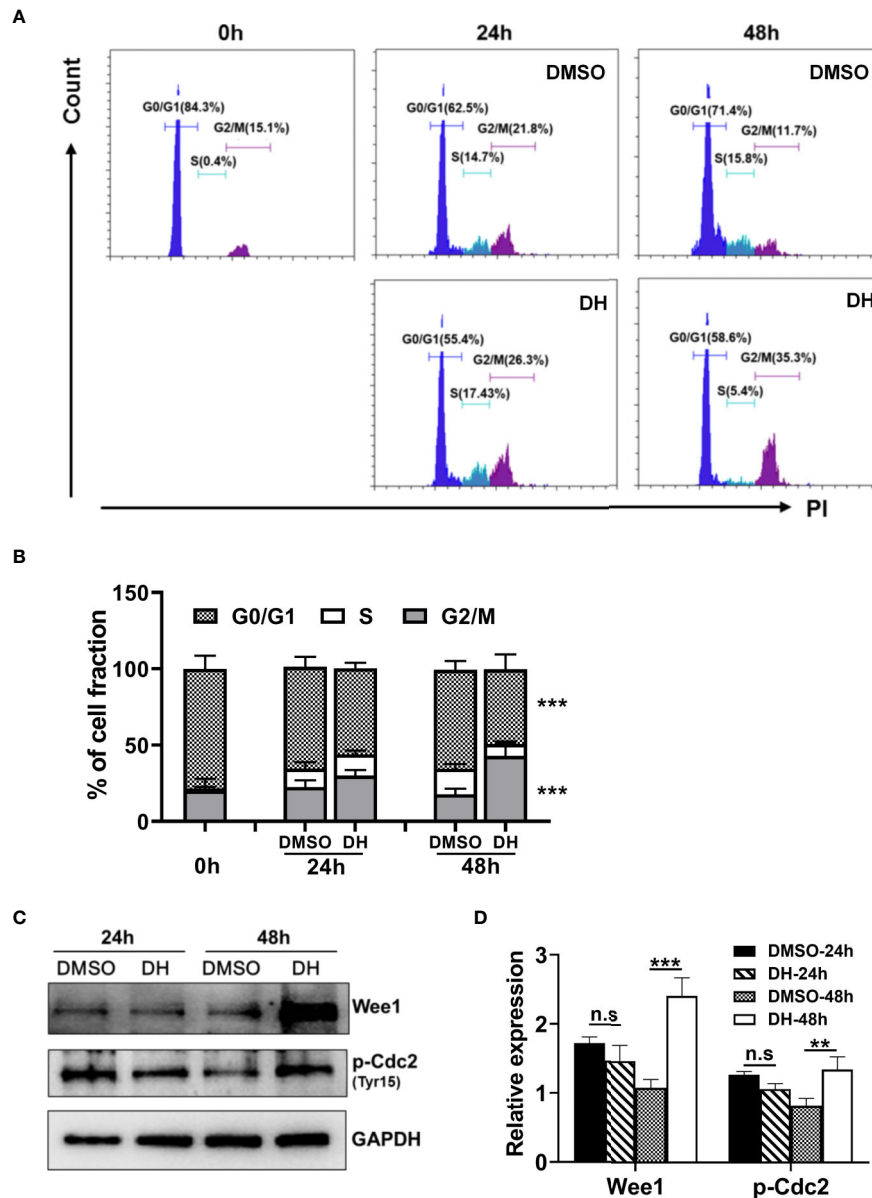 A
0h
24h
48h
Count
G0/G1(84.3%)
G2/M(15.1%)
S(0.4%)
DMSO
G0/G1(62.5%)
G2/M(21.8%)
S(14.7%)
DMSO
G0/G1(71.4%)
G2/M(11.7%)
S(15.8%)
DH
G0/G1(55.4%)
G2/M(26.3%)
S(17.43%)
DH
G0/G1(58.6%)
G2/M(35.3%)
S(5.4%)
PI
B
% of cell fraction
150
100
50
0
G0/G1 S G2/M
***
***
DMSO DH DMSO DH
0h 24h 48h
C
24h 48h
DMSO DH DMSO DH
Wee1
p-Cdc2
(Tyr15)
GAPDH
D
Relative expression
3
2
1
0
DMSO-24h
DH-24h
DMSO-48h
DH-48h
n.s
***
n.s
**
Wee1 p-Cdc2